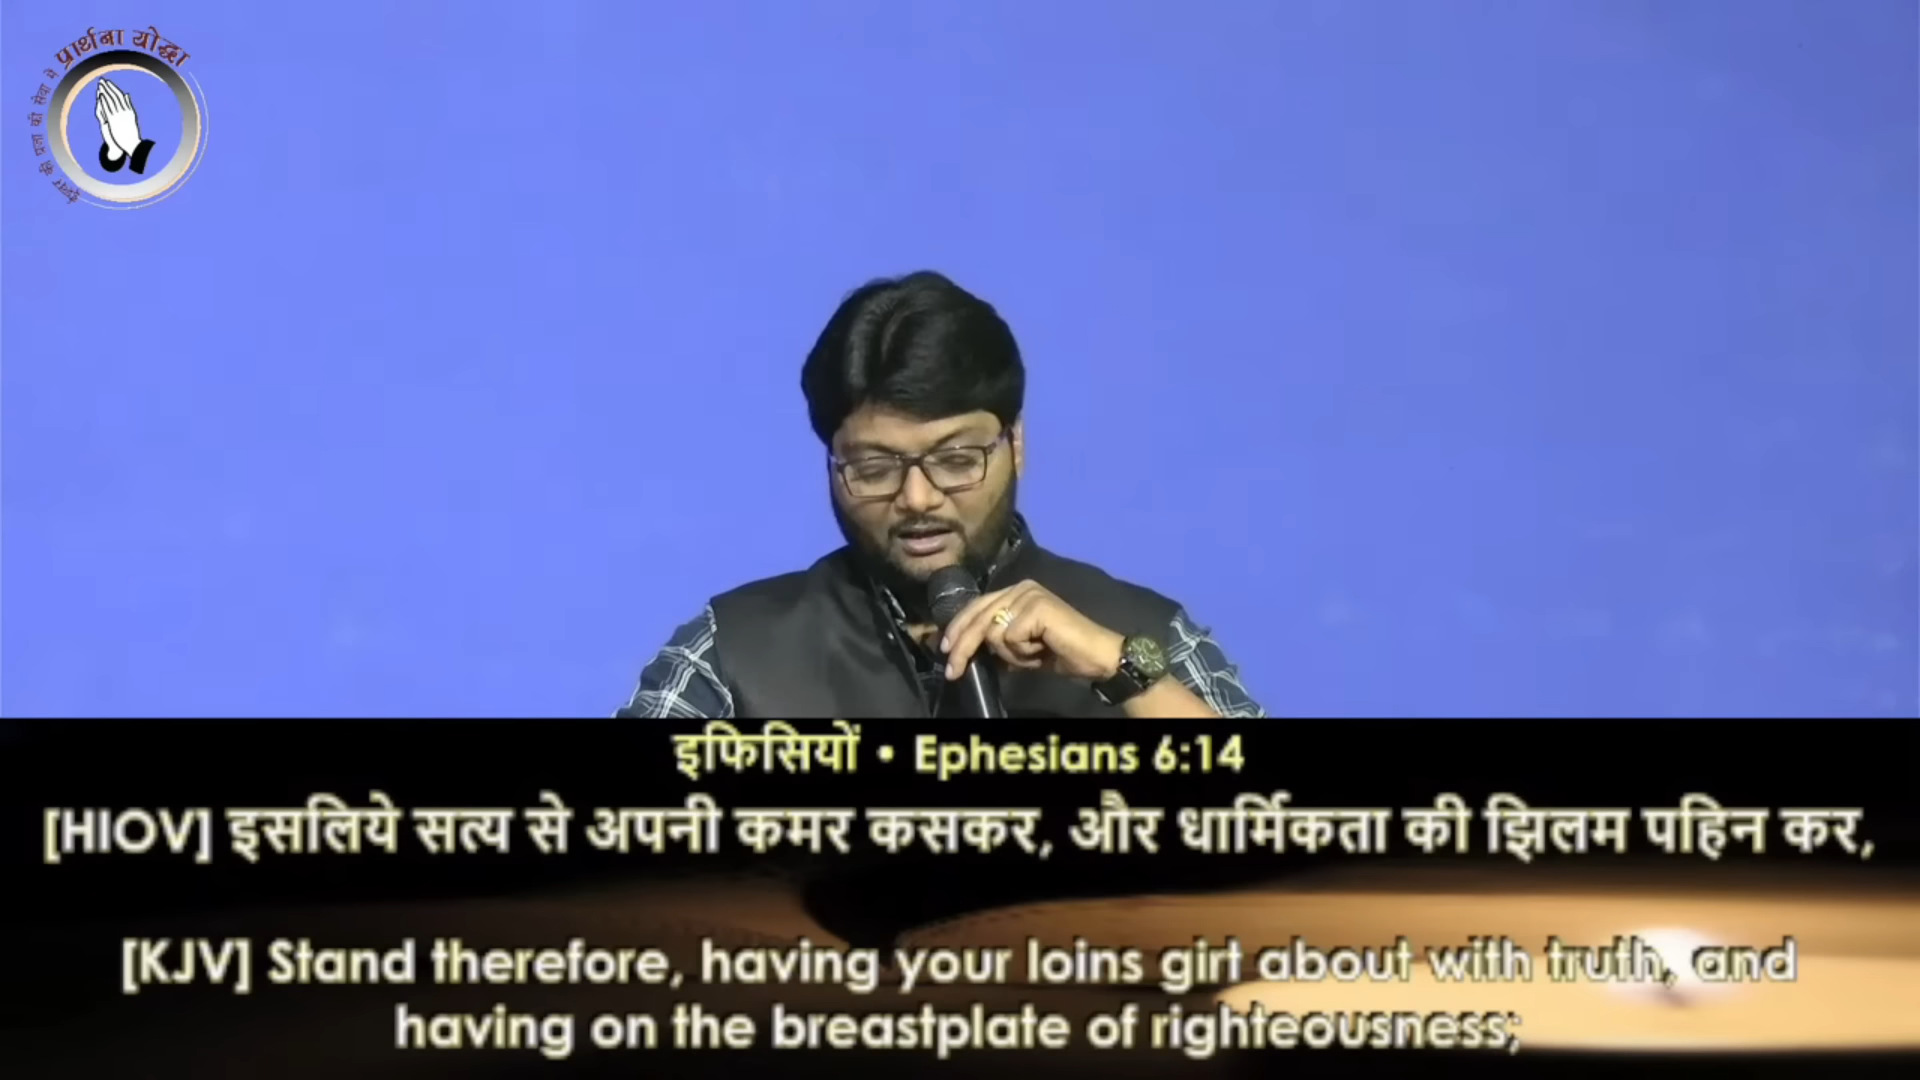 प्रार्थना योद्धा
इफिसियों • Ephesians 6:14
[HIOV] इसलिये सत्य से अपनी कमर कसकर, और धार्मिकता की झिलम पहिन कर,
[KJV] Stand therefore, having your loins girt about with truth, and
having on the breastplate of righteousness;